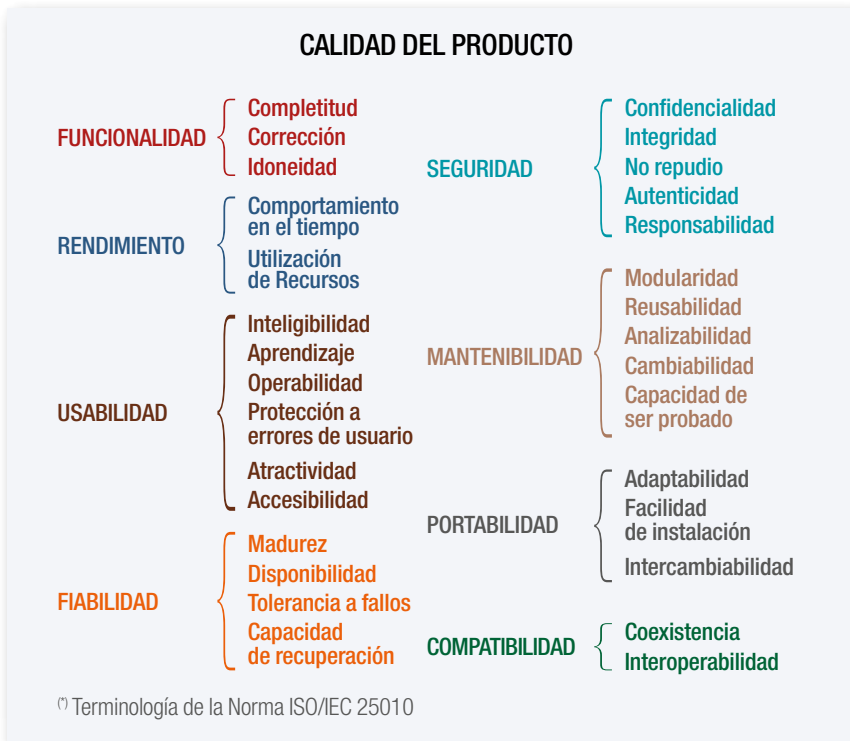 CALIDAD DEL PRODUCTO
FUNCIONALIDAD
Completitud
Corrección
Idoneidad
RENDIMIENTO
Comportamiento
en el tiempo
Utilización
de Recursos
USABILIDAD
Inteligibilidad
Aprendizaje
Operabilidad
Protección a
errores de usuario
Atractividad
Accesibilidad
FIABILIDAD
Madurez
Disponibilidad
Tolerancia a fallos
Capacidad
de recuperación
SEGURIDAD
Confidencialidad
Integridad
No repudio
Autenticidad
Responsabilidad
MANTENIBILIDAD
Modularidad
Reusabilidad
Analizabilidad
Cambiabilidad
Capacidad de
ser probado
PORTABILIDAD
Adaptabilidad
Facilidad
de instalación
Intercambiabilidad
COMPATIBILIDAD
Coexistencia
Interoperabilidad
(*) Terminología de la Norma ISO/IEC 25010